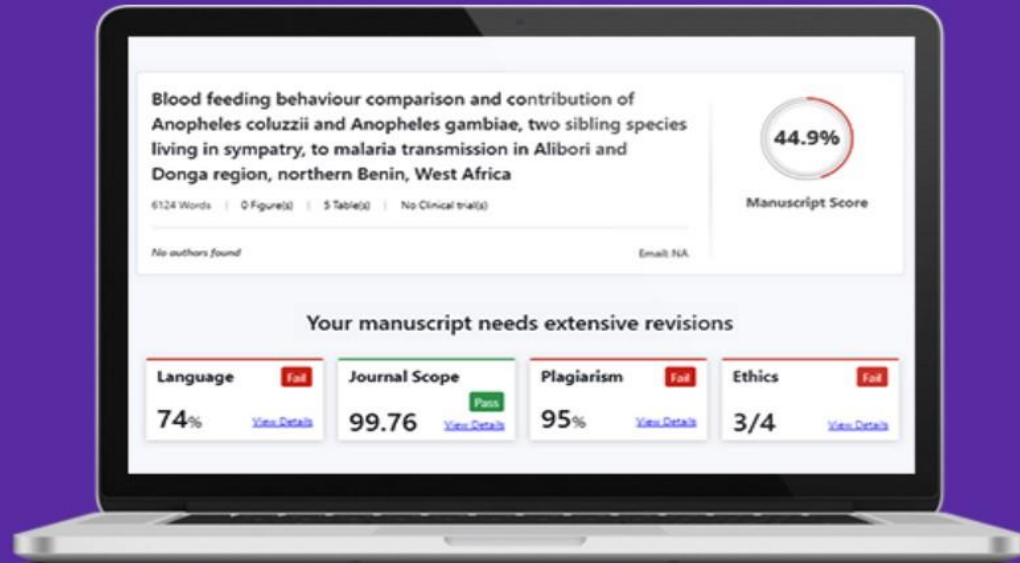 Blood feeding behaviour comparison and contribution of
Anopheles coluzzii and Anopheles gambiae, two sibling species
living in sympatry, to malaria transmission in Alibori and
Donga region, northern Benin, West Africa
6124 Words | 0 Figure(s) | 5 Table(s) | No Clinical trial(s)
No authors found
Email: NA
44.9%
Manuscript Score
Your manuscript needs extensive revisions
Language Fail
74% View Details
Journal Scope
Pass
99.76 View Details
Plagiarism Fail
95% View Details
Ethics Fail
3/4 View Details